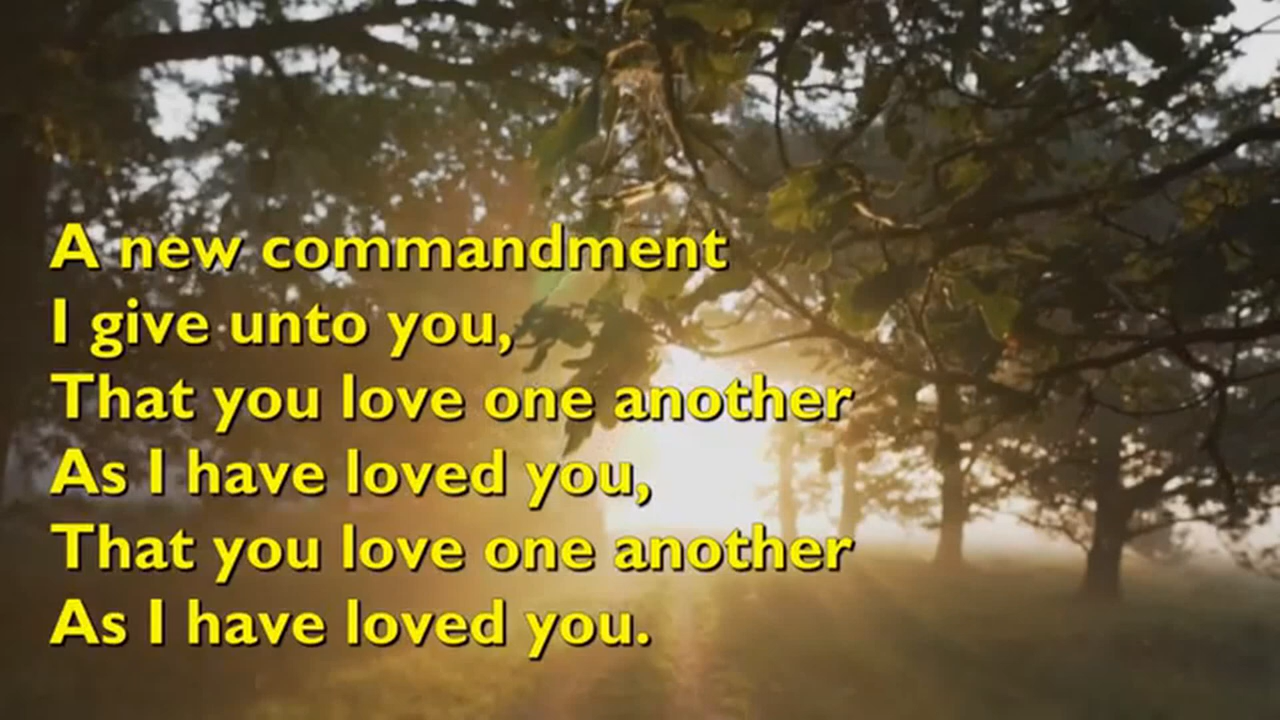 A new commandment
I give unto you,
That you love one another
As I have loved you,
That you love one another
As I have loved you.